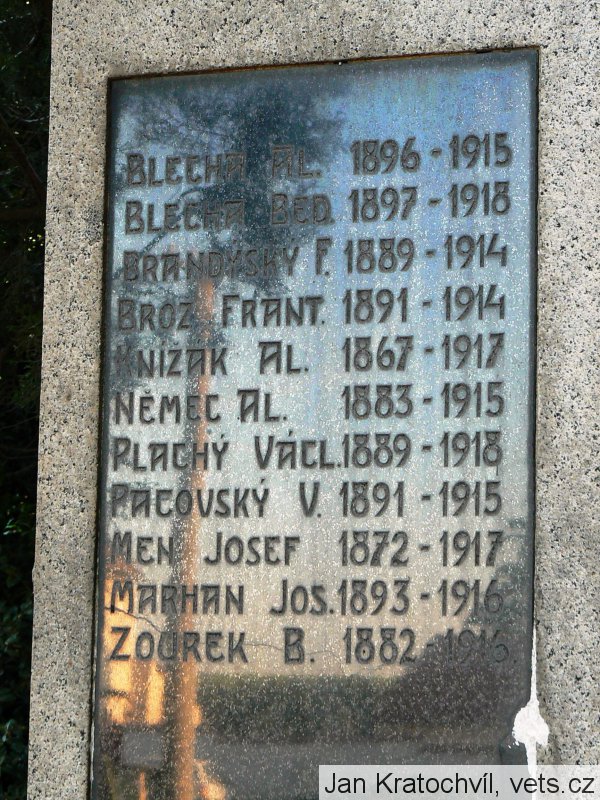 BLECHA AL. 1896 - 1915
BLECHA BED. 1897 - 1918
BRANDÝSKÝ F. 1889 - 1914
BROŽ FRANT. 1891 - 1914
KNÍŽÁK AL. 1867 - 1917
NĚMEC AL. 1883 - 1915
PLACHÝ VÁCL. 1889 - 1918
PACOVSKÝ V. 1891 - 1915
MEN JOSEF 1872 - 1917
MARHAN JOS. 1893 - 1916
ZOUREK B. 1882 - 1916.
Jan Kratochvíl, vets.cz